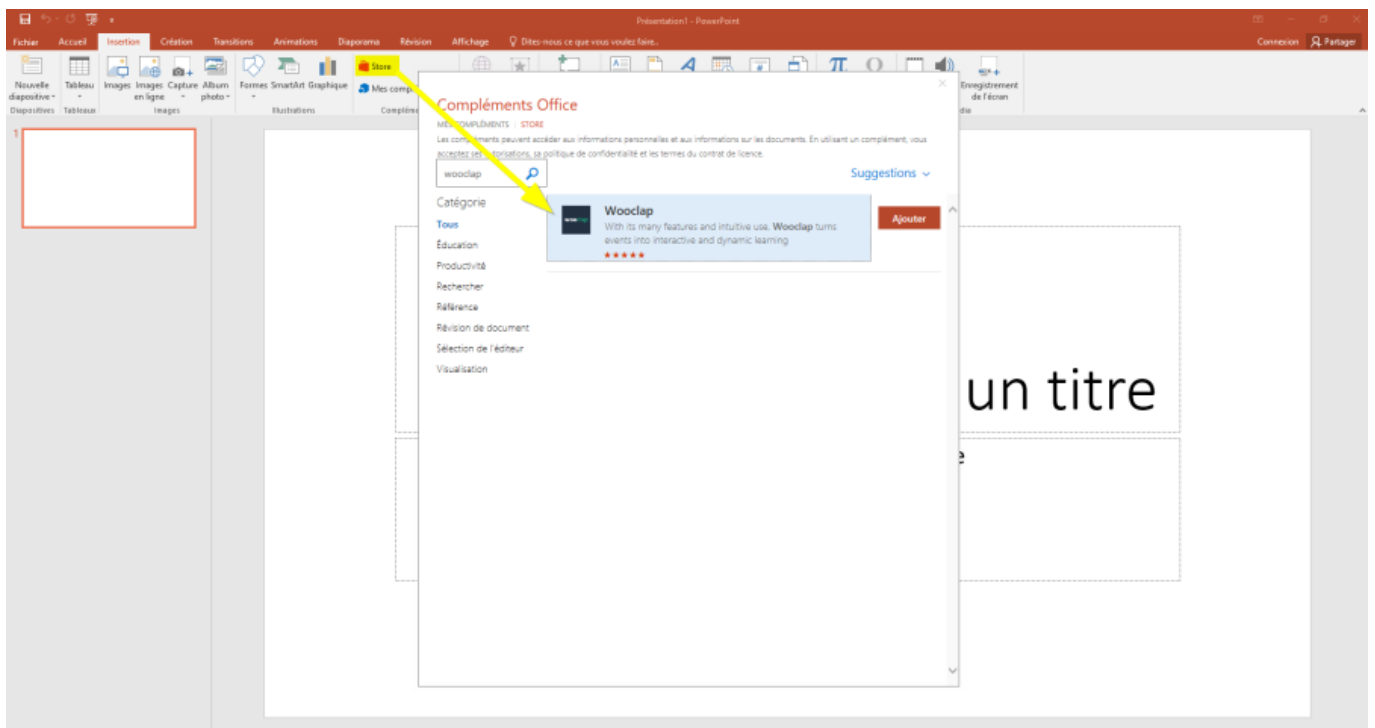 Présentation1 - PowerPoint
Fichier Accueil Insertion Création Transitions Animations Diaporama Révision Affichage Dites-nous ce que vous voulez faire... Connexion Partager
Nouvelle diapositive Tableau Images Images en ligne Capture Album photo Formes SmartArt Graphique Store
Mes complé
Enregistrement de l'écran
Diapositives Tableaux Images Illustrations Complém dia
1
Compléments Office
MES COMPLÉMENTS | STORE
Les compléments peuvent accéder aux informations personnelles et aux informations sur les documents. En utilisant un complément, vous
acceptez ses autorisations, sa politique de confidentialité et les termes du contrat de licence.
wooclap
Suggestions
Catégorie
Tous
Éducation
Productivité
Rechercher
Référence
Révision de document
Sélection de l'éditeur
Visualisation
Wooclap
With its many features and intuitive use, Wooclap turns
events into interactive and dynamic learning
Ajouter
un titre